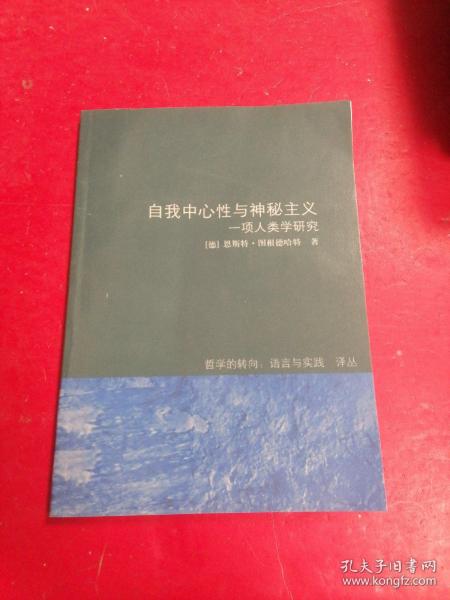 自我中心性与神秘主义
一项人类学研究
[德] 恩斯特·图根德哈特 著
哲学的转向：语言与实践 译丛
孔夫子旧书网
www.kongfz.com